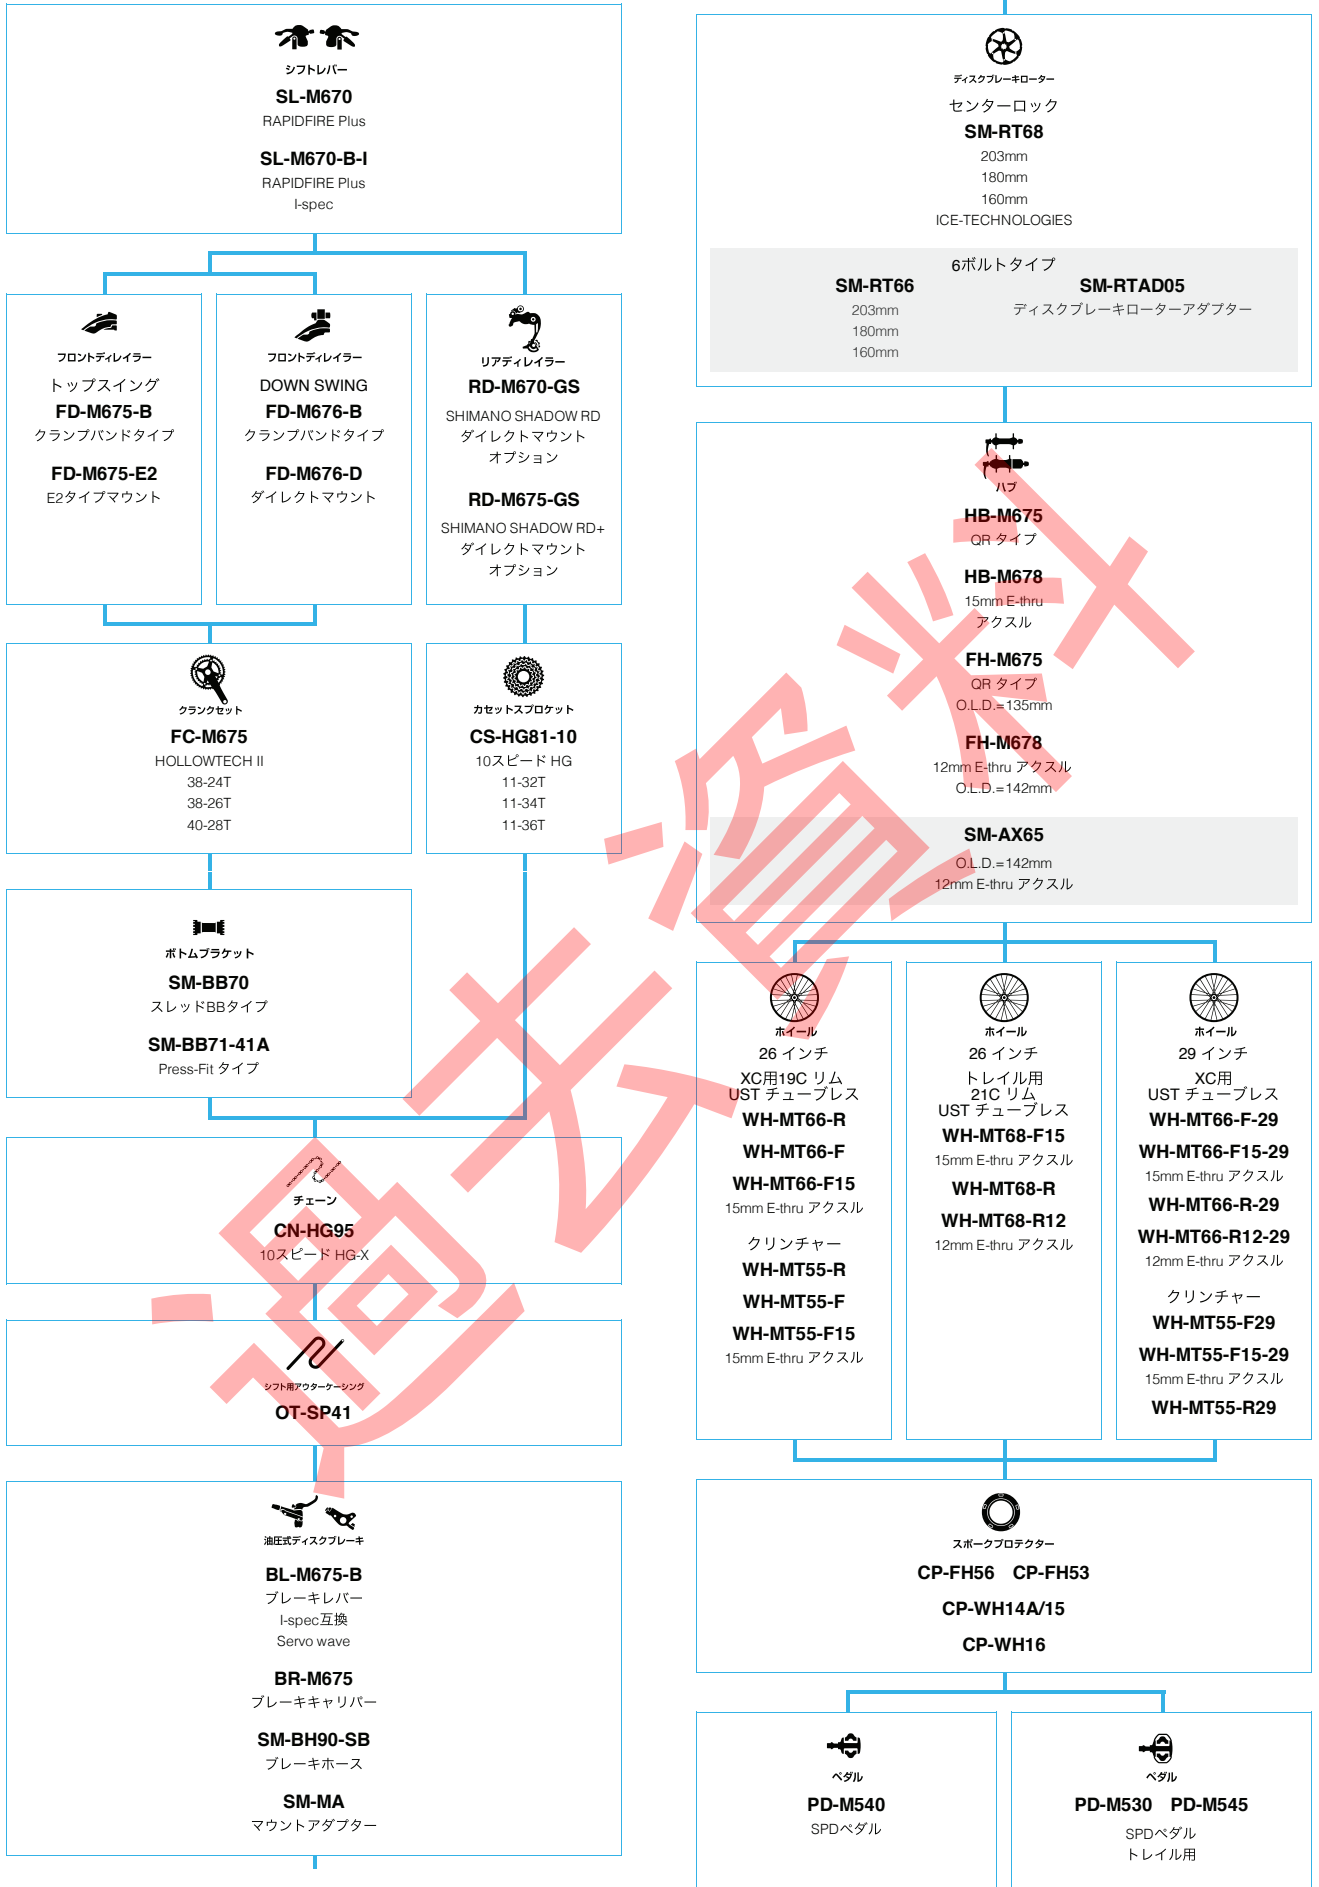 シフトレバー
SL-M670
RAPIDFIRE Plus
SL-M670-B-I
RAPIDFIRE Plus
I-spec
フロントディレイラー
トップスイング
FD-M675-B
クランプバンドタイプ
FD-M675-E2
E2タイプマウント
フロントディレイラー
DOWN SWING
FD-M676-B
クランプバンドタイプ
FD-M676-D
ダイレクトマウント
リアディレイラー
RD-M670-GS
SHIMANO SHADOW RD
ダイレクトマウント
オプション
RD-M675-GS
SHIMANO SHADOW RD+
ダイレクトマウント
オプション
クランクセット
FC-M675
HOLLOWTECH II
38-24T
38-26T
40-28T
カセットスプロケット
CS-HG81-10
10スピード HG
11-32T
11-34T
11-36T
ボトムブラケット
SM-BB70
スレッドBBタイプ
SM-BB71-41A
Press-Fit タイプ
チェーン
CN-HG95
10スピード HG-X
シフト用アウターケーシング
OT-SP41
油圧式ディスクブレーキ
BL-M675-B
ブレーキレバー
I-spec互換
Servo wave
BR-M675
ブレーキキャリパー
SM-BH90-SB
ブレーキホース
SM-MA
マウントアダプター
ディスクブレーキローター
センターロック
SM-RT68
203mm
180mm
160mm
ICE-TECHNOLOGIES
6ボルトタイプ
SM-RT66
203mm
180mm
160mm
SM-RTAD05
ディスクブレーキローターアダプター
ハブ
HB-M675
QR タイプ
HB-M678
15mm E-thru
アクスル
FH-M675
QR タイプ
O.L.D.=135mm
FH-M678
12mm E-thru アクスル
O.L.D.=142mm
SM-AX65
O.L.D.=142mm
12mm E-thru アクスル
ホイール
26 インチ
XC用19C リム
UST チューブレス
WH-MT66-R
WH-MT66-F
WH-MT66-F15
15mm E-thru アクスル
クリンチャー
WH-MT55-R
WH-MT55-F
WH-MT55-F15
15mm E-thru アクスル
ホイール
26 インチ
トレイル用
21C リム
UST チューブレス
WH-MT68-F15
15mm E-thru アクスル
WH-MT68-R
WH-MT68-R12
12mm E-thru アクスル
ホイール
29 インチ
XC用
UST チューブレス
WH-MT66-F-29
WH-MT66-F15-29
15mm E-thru アクスル
WH-MT66-R-29
WH-MT66-R12-29
12mm E-thru アクスル
クリンチャー
WH-MT55-F29
WH-MT55-F15-29
15mm E-thru アクスル
WH-MT55-R29
スポークプロテクター
CP-FH56 CP-FH53
CP-WH14A/15
CP-WH16
ペダル
PD-M540
SPDペダル
ペダル
PD-M530 PD-M545
SPDペダル
トレイル用
過去資料